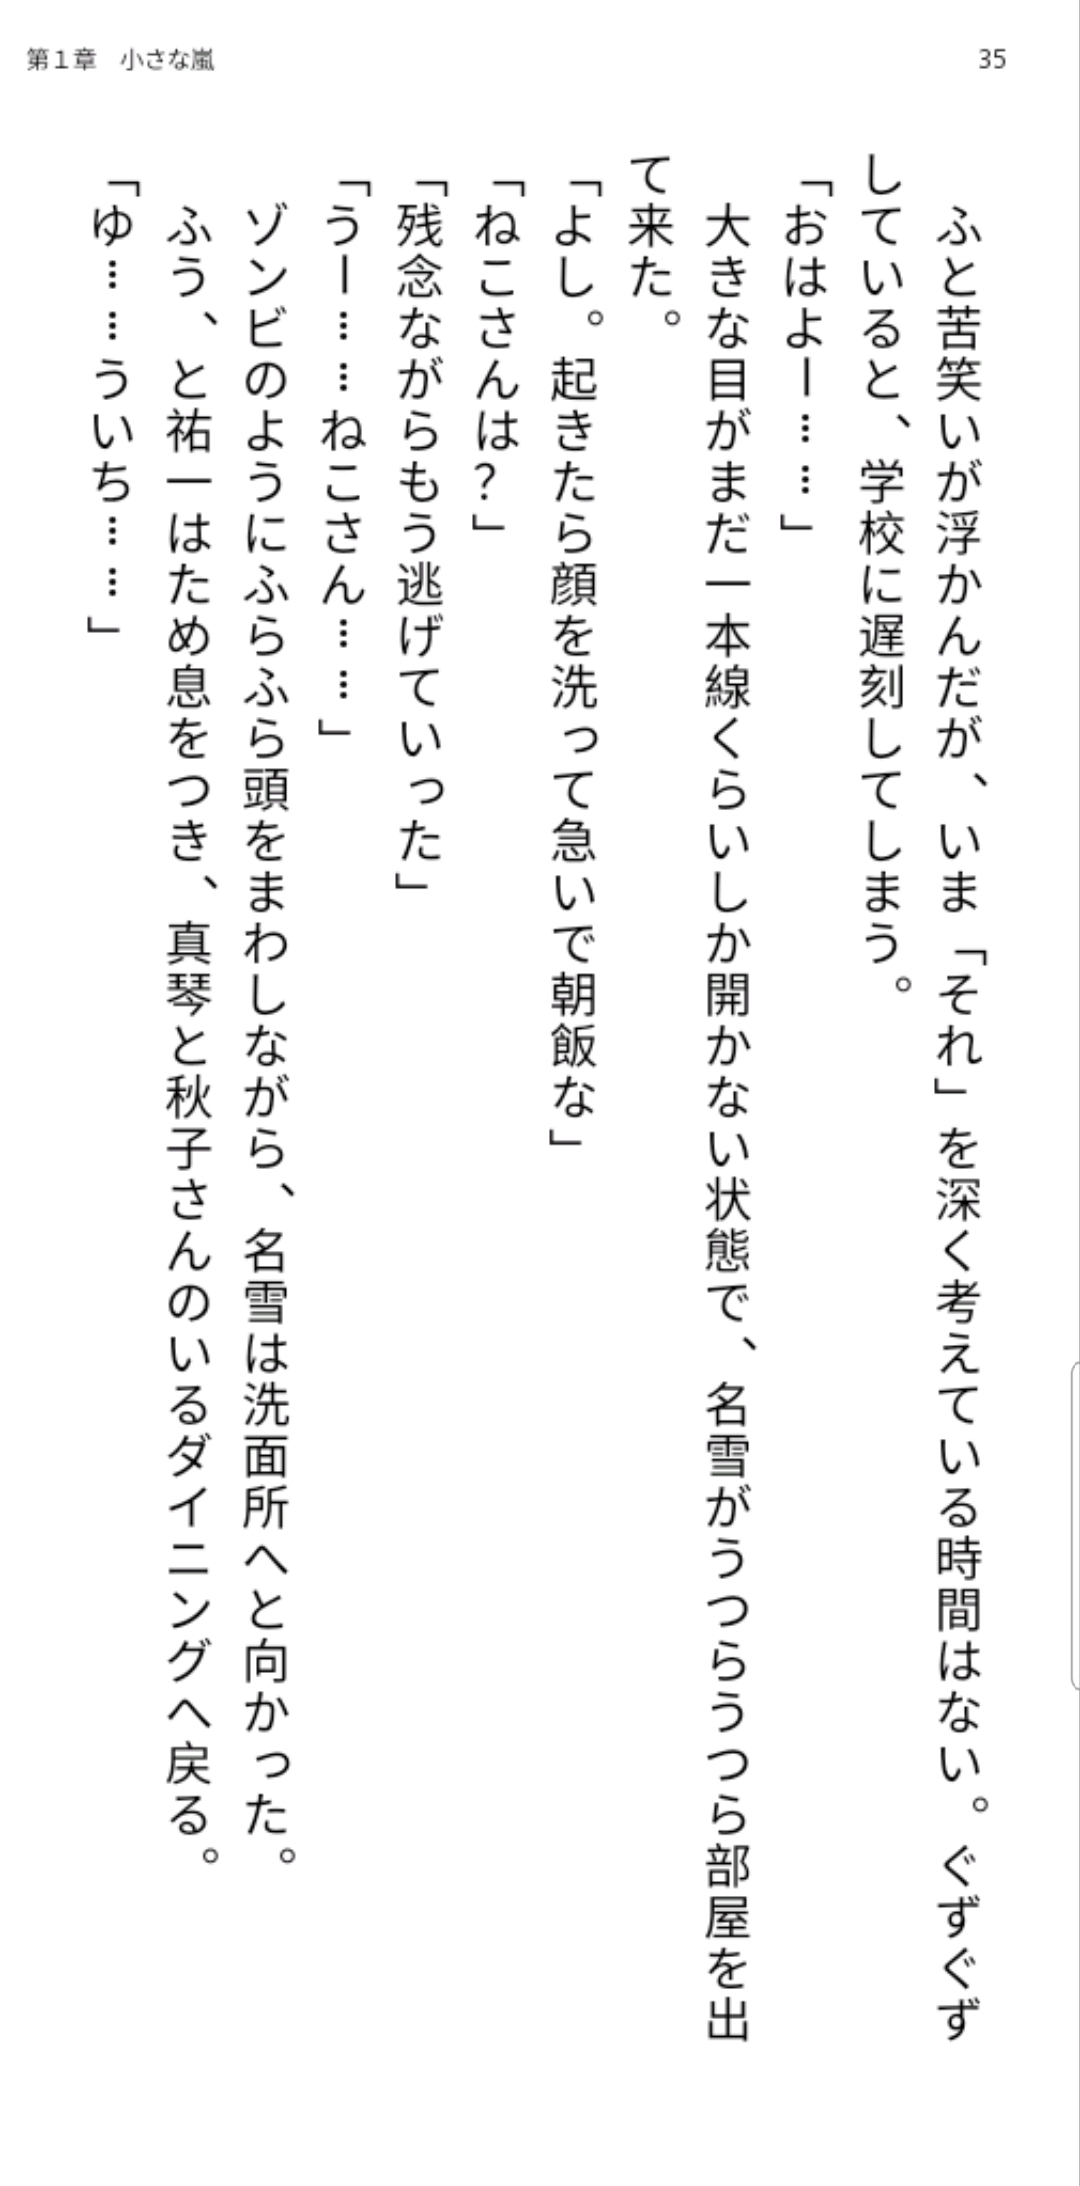 第１章　小さな嵐
35
　ふと苦笑いが浮かんだが、いま「それ」を深く考えている時間はない。ぐずぐず
していると、学校に遅刻してしまう。
「おはよー……」
　大きな目がまだ一本線くらいしか開かない状態で、名雪がうつらうつら部屋を出
て来た。
「よし。起きたら顔を洗って急いで朝飯な」
「ねこさんは？」
「残念ながらもう逃げていった」
「うー……ねこさん……」
　ゾンビのようにふらふら頭をまわしながら、名雪は洗面所へと向かった。
　ふう、と祐一はため息をつき、真琴と秋子さんのいるダイニングへ戻る。
「ゆ……ういち……」